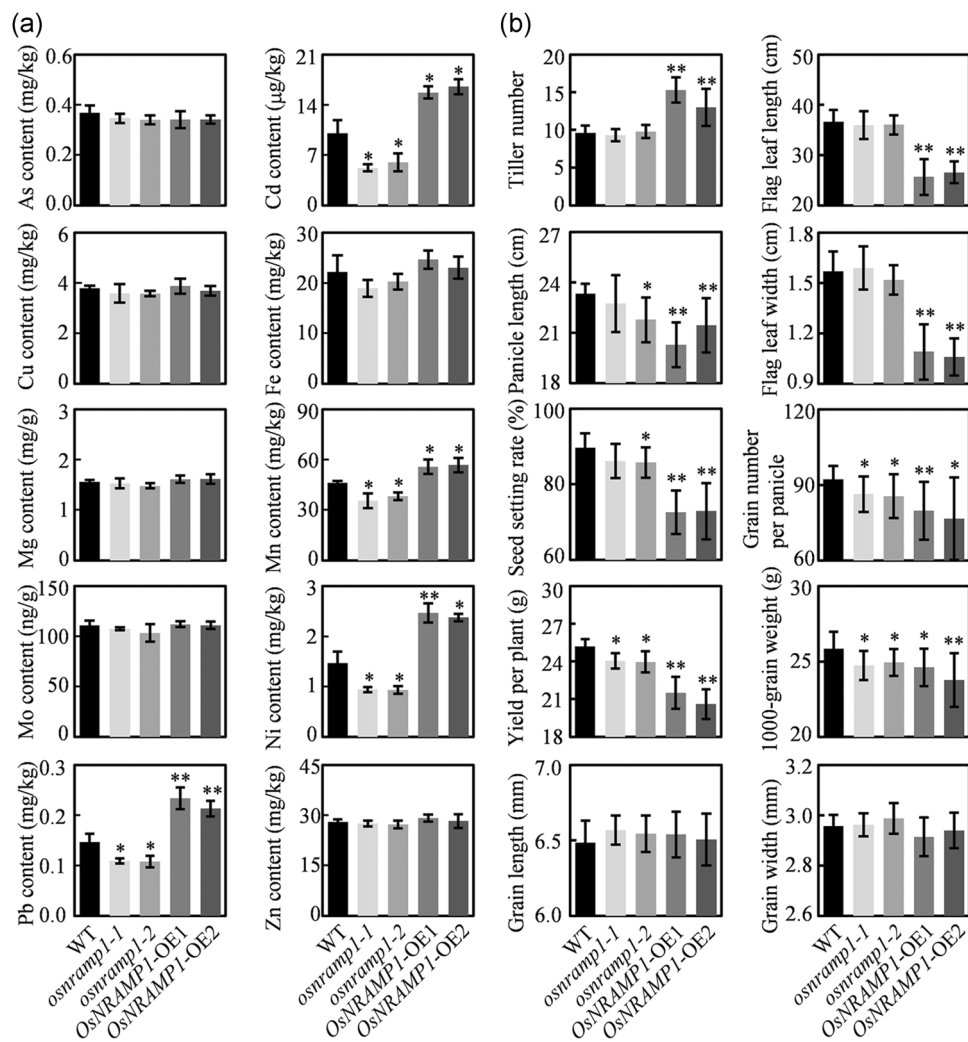 (a)
(b)
As content (mg/kg)
0.6
0.4
0.2
0.0
Cd content (μg/kg)
21
14
7
0
* * * *
Tiller number
20
15
10
5
0
** **
Flag leaf length (cm)
50
40
30
20
** **
Cu content (mg/kg)
6
4
2
0
Fe content (mg/kg)
30
20
10
0
Panicle length (cm)
27
24
21
18
* ** **
Flag leaf width (cm)
1.8
1.5
1.2
0.9
** **
Mg content (mg/g)
3
2
1
0
Mn content (mg/kg)
90
60
30
0
* * * *
Seed setting rate (%)
100
90
80
70
60
* ** **
Grain number
per panicle
120
90
60
* * ** *
Mo content (ng/g)
150
100
50
0
Ni content (mg/kg)
3
2
1
0
* * ** *
Yield per plant (g)
30
27
24
21
18
* * ** **
1000-grain weight (g)
30
25
20
* * * **
Pb content (mg/kg)
0.3
0.2
0.1
0.0
* * ** **
Zn content (mg/kg)
45
30
15
0
Grain length (mm)
7.0
6.5
6.0
Grain width (mm)
3.2
3.0
2.8
2.6
WT
osnramp1-1
osnramp1-2
OsNRAMP1-OE1
OsNRAMP1-OE2
WT
osnramp1-1
osnramp1-2
OsNRAMP1-OE1
OsNRAMP1-OE2
WT
osnramp1-1
osnramp1-2
OsNRAMP1-OE1
OsNRAMP1-OE2
WT
osnramp1-1
osnramp1-2
OsNRAMP1-OE1
OsNRAMP1-OE2